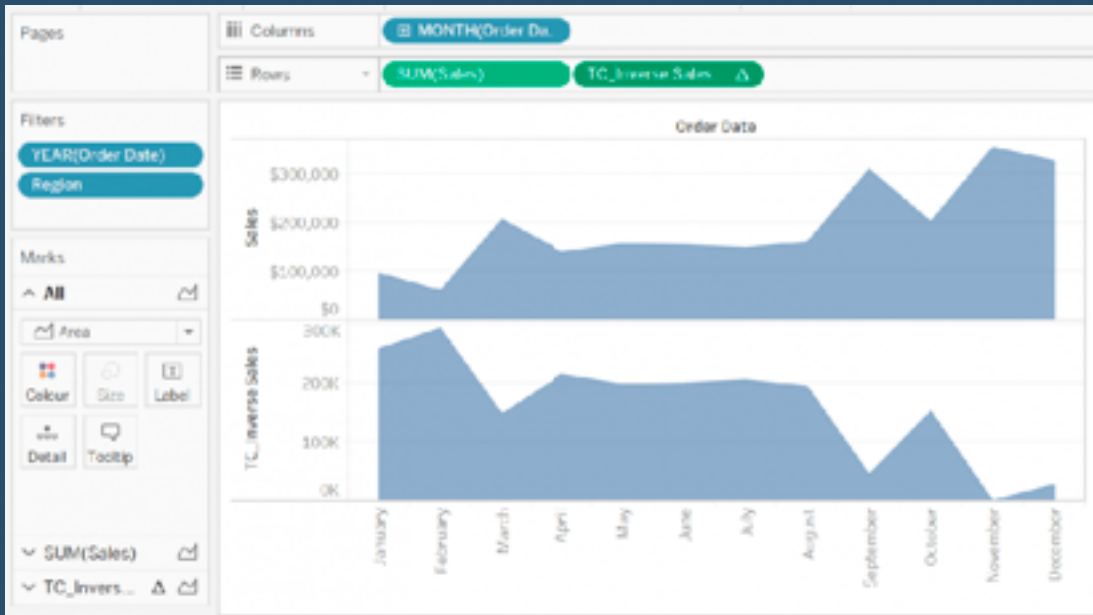 Pages
Columns
MONTH(Order Da..
Rows
SUM(Sales)
TC_Inverse Sales
Filters
YEAR(Order Date)
Region
Marks
All
Area
Colour
Size
Label
Detail
Tooltip
SUM(Sales)
TC_Invers...
Order Date
Sales
$300,000
$200,000
$100,000
$0
TC_Inverse Sales
300K
200K
100K
0K
January
February
March
April
May
June
July
August
September
October
November
December